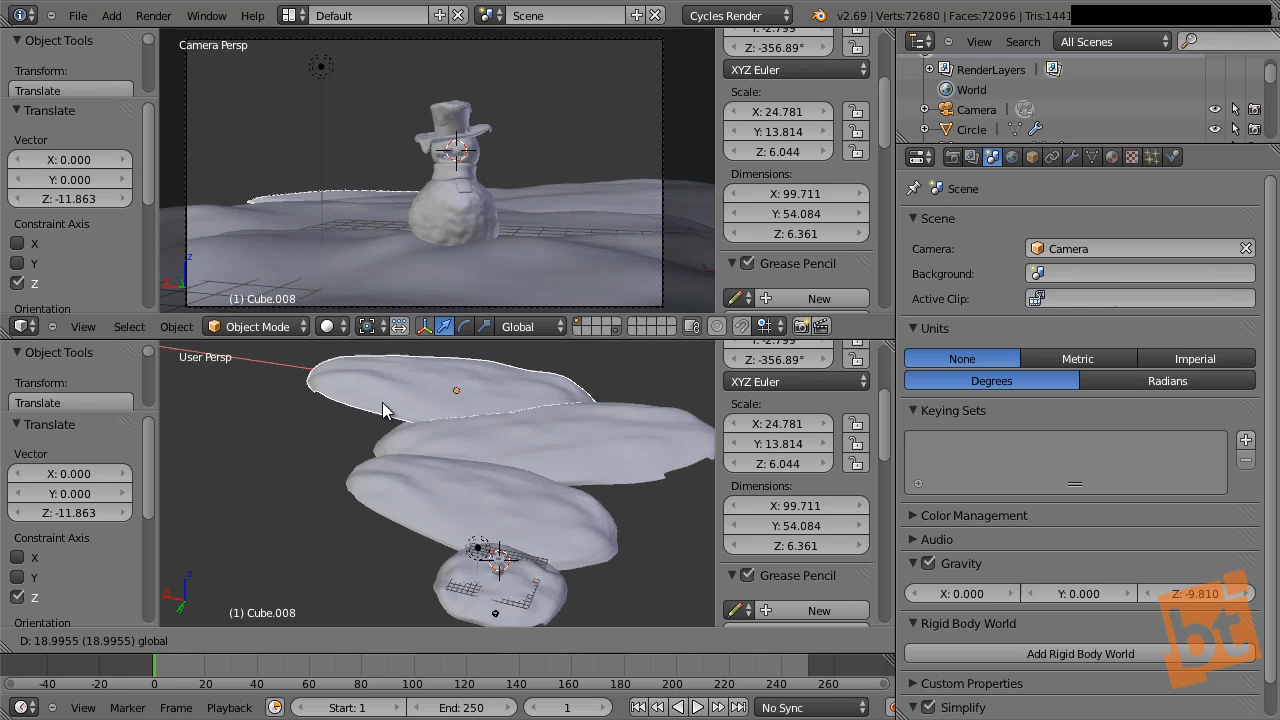 File Add Render Window Help Default Scene Cycles Render v2.69 | Verts:72680 | Faces:72096 | Tris:1441
Object Tools
Transform:
Translate
Translate
Vector
X: 0.000
Y: 0.000
Z: -11.863
Constraint Axis
X
Y
Z
Orientation
Camera Persp
(1) Cube.008
Z: -356.89°
XYZ Euler
Scale:
X: 24.781
Y: 13.814
Z: 6.044
Dimensions:
X: 99.711
Y: 54.084
Z: 6.361
Grease Pencil
New
View Select Object Object Mode Global
Object Tools
Transform:
Translate
Translate
Vector
X: 0.000
Y: 0.000
Z: -11.863
Constraint Axis
X
Y
Z
Orientation
User Persp
(1) Cube.008
Z: -356.89°
XYZ Euler
Scale:
X: 24.781
Y: 13.814
Z: 6.044
Dimensions:
X: 99.711
Y: 54.084
Z: 6.361
Grease Pencil
New
D: 18.9955 (18.9955) global
-40 -20 0 20 40 60 80 100 120 140 160 180 200 220 240 260
View Marker Frame Playback Start: 1 End: 250 1 No Sync
View Search All Scenes
RenderLayers
World
Camera
Circle
Scene
Scene
Camera: Camera
Background:
Active Clip:
Units
None Metric Imperial
Degrees Radians
Keying Sets
Color Management
Audio
Gravity
X: 0.000 Y: 0.000 Z: -9.810
Rigid Body World
Add Rigid Body World
Custom Properties
Simplify
bt